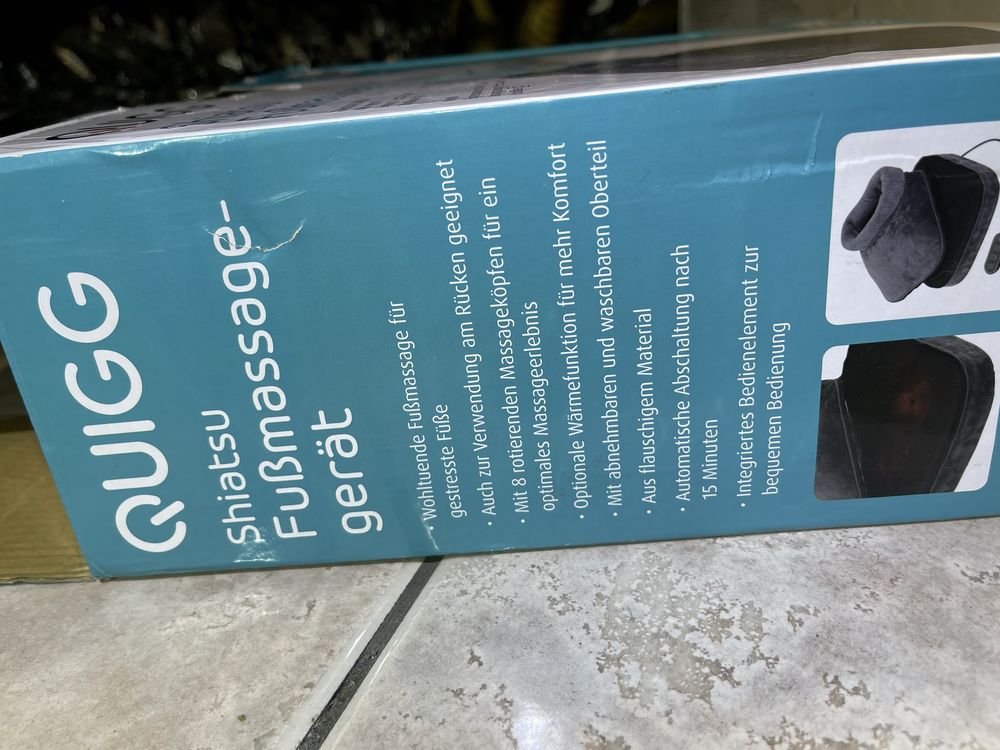 QUIGG
Shiatsu
Fußmassage-
gerät
• Wohltuende Fußmassage für
gestresste Füße
• Auch zur Verwendung am Rücken geeignet
• Mit 8 rotierenden Massageköpfen für ein
optimales Massageerlebnis
• Optionale Wärmefunktion für mehr Komfort
• Mit abnehmbaren und waschbaren Oberteil
• Aus flauschigem Material
• Automatische Abschaltung nach
15 Minuten
• Integriertes Bedienelement zur
bequemen Bedienung